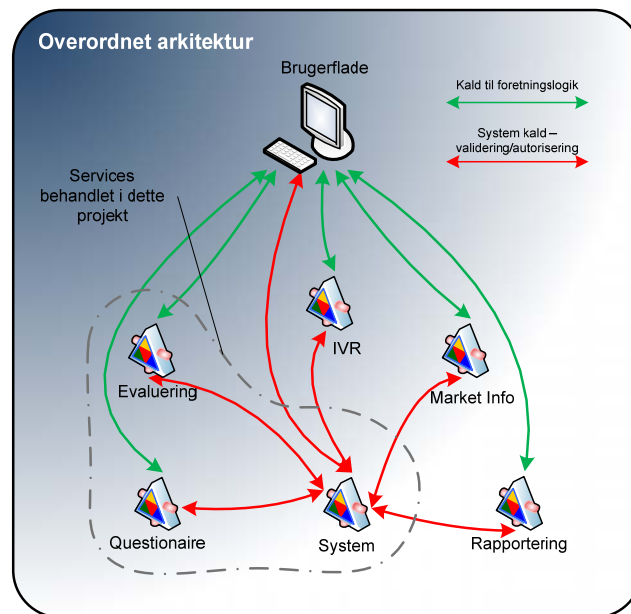 Overordnet arkitektur
Brugerflade
Kald til foretningslogik
System kald –
validering/autorisering
Services
behandlet i dette
projekt
IVR
Evaluering
Market Info
Questionaire
System
Rapportering